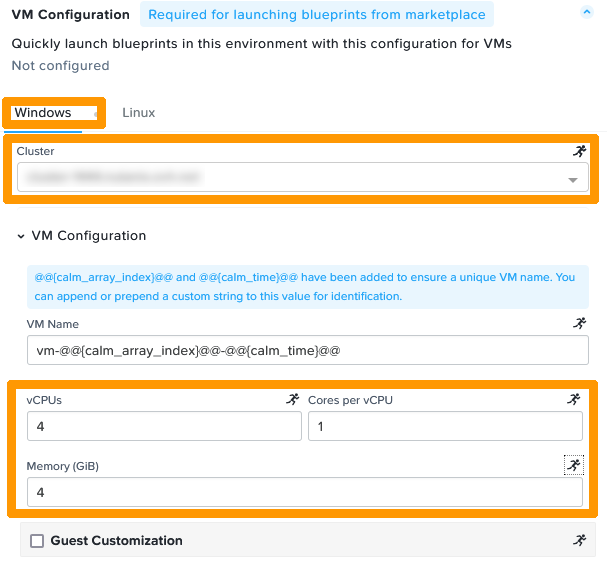 VM Configuration Required for launching blueprints from marketplace
Quickly launch blueprints in this environment with this configuration for VMs
Not configured
Windows Linux
Cluster
VM Configuration
@@{calm_array_index}@@ and @@{calm_time}@@ have been added to ensure a unique VM name. You
can append or prepend a custom string to this value for identification.
VM Name
vm-@@{calm_array_index}@@-@@{calm_time}@@
vCPUs Cores per vCPU
4 1
Memory (GiB)
4
Guest Customization